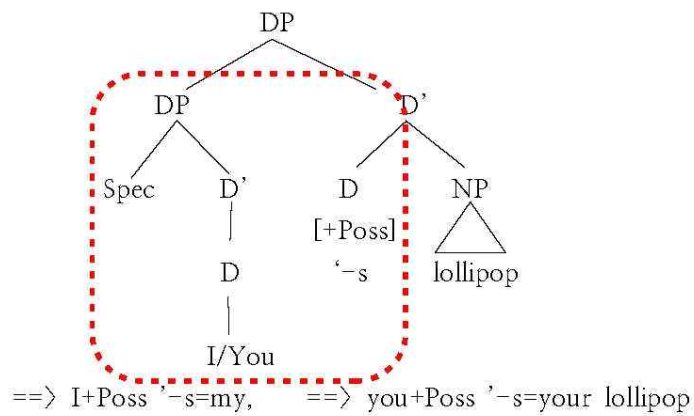 DP
DP D'
Spec D' D NP
[+Poss]
D ‘-s lollipop
I/You
==> I+Poss ’-s=my, ==> you+Poss ’-s=your lollipop